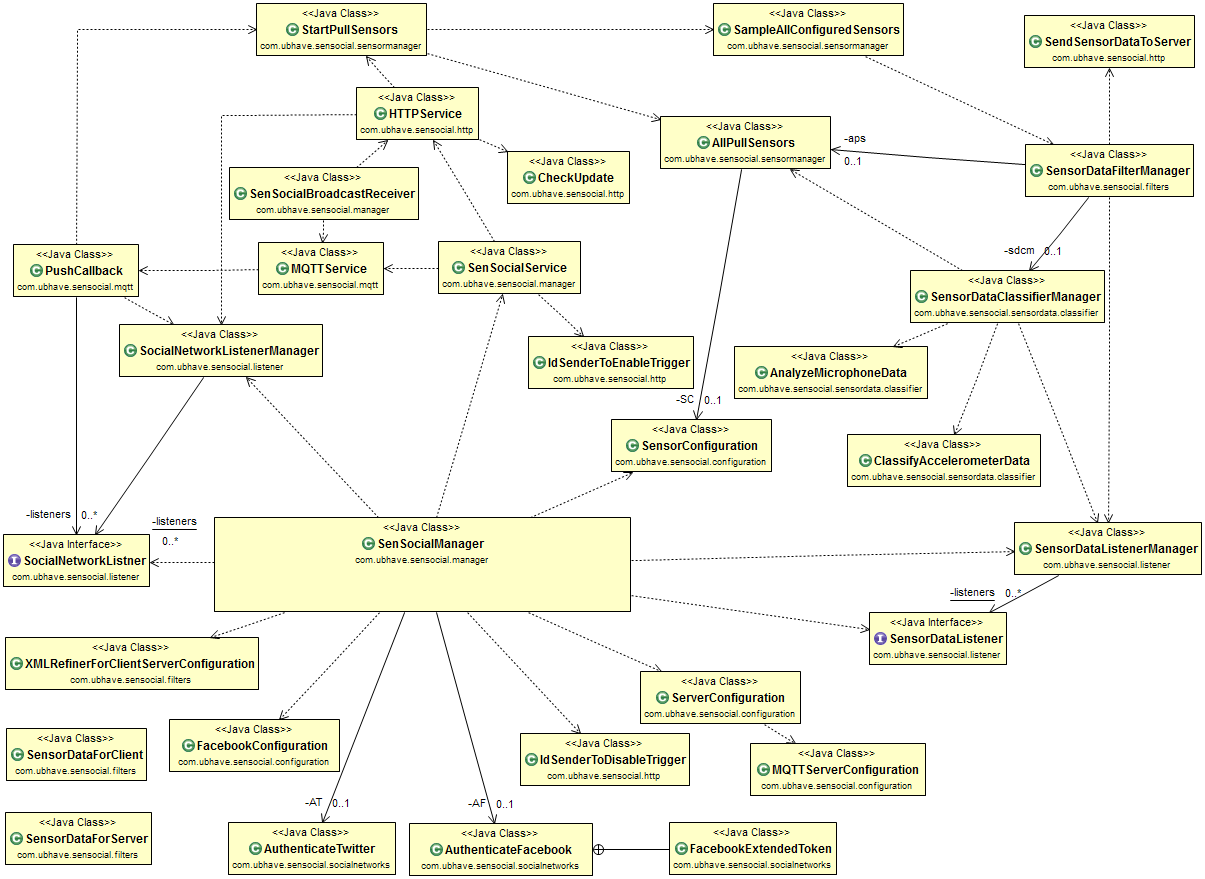 <<Java Class>>
StartPullSensors
com.ubhave.sensocial.sensormanager
<<Java Class>>
SampleAllConfiguredSensors
com.ubhave.sensocial.sensormanager
<<Java Class>>
SendSensorDataToServer
com.ubhave.sensocial.http
<<Java Class>>
HTTPService
com.ubhave.sensocial.http
<<Java Class>>
AllPullSensors
com.ubhave.sensocial.sensormanager
-aps
0..1
<<Java Class>>
SensorDataFilterManager
com.ubhave.sensocial.filters
<<Java Class>>
CheckUpdate
com.ubhave.sensocial.http
<<Java Class>>
SenSocialBroadcastReceiver
com.ubhave.sensocial.manager
<<Java Class>>
PushCallback
com.ubhave.sensocial.mqtt
<<Java Class>>
MQTTService
com.ubhave.sensocial.mqtt
<<Java Class>>
SenSocialService
com.ubhave.sensocial.manager
-sdcm
0..1
<<Java Class>>
SensorDataClassifierManager
com.ubhave.sensocial.sensordata.classifier
<<Java Class>>
SocialNetworkListenerManager
com.ubhave.sensocial.listener
<<Java Class>>
IdSenderToEnableTrigger
com.ubhave.sensocial.http
<<Java Class>>
AnalyzeMicrophoneData
com.ubhave.sensocial.sensordata.classifier
-SC
0..1
<<Java Class>>
SensorConfiguration
com.ubhave.sensocial.configuration
<<Java Class>>
ClassifyAccelerometerData
com.ubhave.sensocial.sensordata.classifier
-listeners
0..*
-listeners
0..*
<<Java Interface>>
SocialNetworkListner
com.ubhave.sensocial.listener
<<Java Class>>
SenSocialManager
com.ubhave.sensocial.manager
<<Java Class>>
SensorDataListenerManager
com.ubhave.sensocial.listener
-listeners
0..*
<<Java Interface>>
SensorDataListener
com.ubhave.sensocial.listener
<<Java Class>>
XMLRefinerForClientServerConfiguration
com.ubhave.sensocial.filters
<<Java Class>>
ServerConfiguration
com.ubhave.sensocial.configuration
<<Java Class>>
SensorDataForClient
com.ubhave.sensocial.filters
<<Java Class>>
FacebookConfiguration
com.ubhave.sensocial.configuration
<<Java Class>>
IdSenderToDisableTrigger
com.ubhave.sensocial.http
<<Java Class>>
MQTTServerConfiguration
com.ubhave.sensocial.configuration
-AT
0..1
-AF
0..1
<<Java Class>>
SensorDataForServer
com.ubhave.sensocial.filters
<<Java Class>>
AuthenticateTwitter
com.ubhave.sensocial.socialnetworks
<<Java Class>>
AuthenticateFacebook
com.ubhave.sensocial.socialnetworks
<<Java Class>>
FacebookExtendedToken
com.ubhave.sensocial.socialnetworks